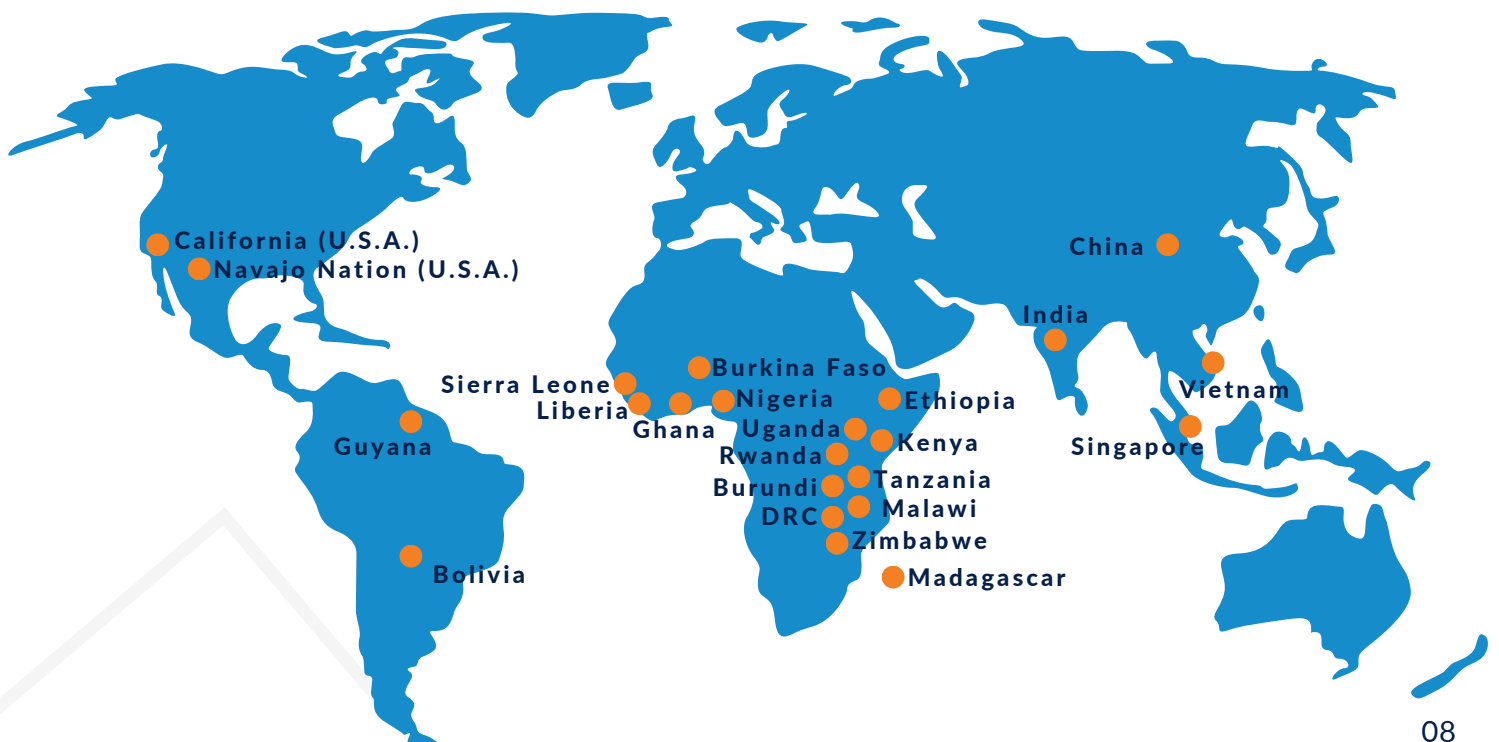 California (U.S.A.)
Navajo Nation (U.S.A.)
China
India
Vietnam
Singapore
Burkina Faso
Sierra Leone
Nigeria
Liberia
Ghana
Ethiopia
Uganda
Kenya
Rwanda
Tanzania
Burundi
Malawi
DRC
Zimbabwe
Madagascar
Guyana
Bolivia
08